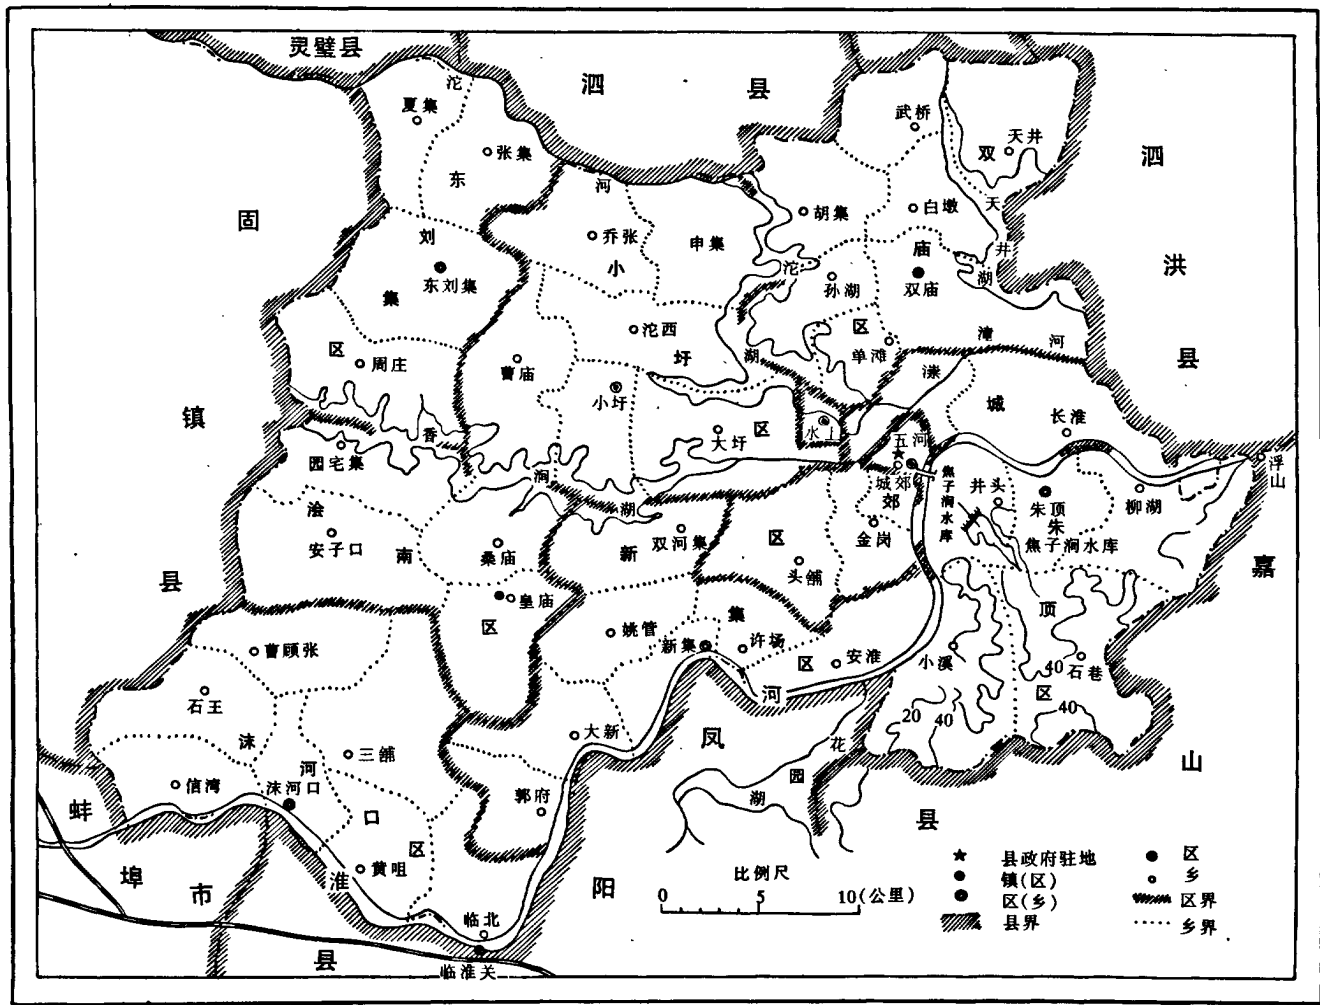 灵璧县
泗 县
沱
夏集
武桥
天井
双
张集
东
泗
河
固
胡集
白墩
天
刘
乔张
申集
庙
井
小
沱
洪
东刘集
孙湖
双庙
湖
集
沱西
区
潼
河
区
圩
湖
单滩
县
周庄
曹庙
漴
镇
小圩
城
香
大圩
区
水上
五河
长淮
园宅集
涧
城郊
焦子涧水库
浮山
浍
湖
郊
井头
朱顶
柳湖
安子口
南
桑庙
新
双河集
区
金岗
朱
焦子涧水库
县
头铺
嘉
皇庙
顶
区
姚管
集
曹顾张
新集
许场
区
安淮
小溪
40
石巷
石王
河
区
20
40
40
沫
大新
凤
花
三铺
园
山
信湾
河
沫河口
郭府
湖
县
蚌
口
区
埠
市
黄咀
淮
阳
临北
县
临淮关
比例尺
0 5 10(公里)
县政府驻地
镇(区)
区(乡)
县界
区
乡
区界
乡界